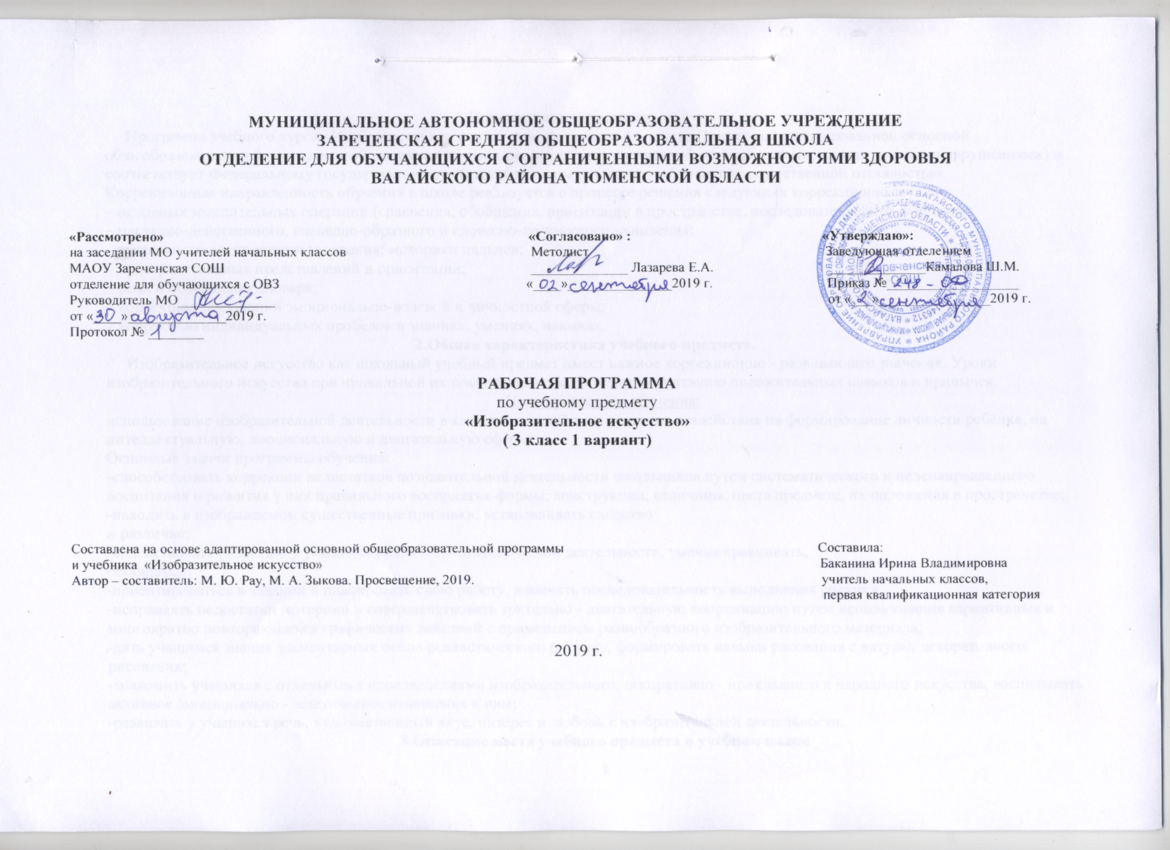 МУНИЦИПАЛЬНОЕ АВТОНОМНОЕ ОБЩЕОБРАЗОВАТЕЛЬНОЕ УЧРЕЖДЕНИЕ
ЗАРЕЧЕНСКАЯ СРЕДНЯЯ ОБЩЕОБРАЗОВАТЕЛЬНАЯ ШКОЛА
ОТДЕЛЕНИЕ ДЛЯ ОБУЧАЮЩИХСЯ С ОГРАНИЧЕННЫМИ ВОЗМОЖНОСТЯМИ ЗДОРОВЬЯ
ВАГАЙСКОГО РАЙОНА ТЮМЕНСКОЙ ОБЛАСТИ
«Рассмотрено»
на заседании МО учителей начальных классов
МАОУ Зареченская СОШ
отделение для обучающихся с ОВЗ
Руководитель МО
от «30» августа 2019 г.
Протокол № 1
«Согласовано» :
Методист
Лазарева Е.А.
«02» сентября 2019 г.
«Утверждаю»:
Заведующая отделением
Камалова Ш.М.
Приказ № 248 - ОД
от «2» сентября 2019 г.
РАБОЧАЯ ПРОГРАММА
по учебному предмету
«Изобразительное искусство»
( 3 класс 1 вариант)
Составлена на основе адаптированной основной общеобразовательной программы
и учебника «Изобразительное искусство»
Автор – составитель: М. Ю. Рау, М. А. Зыкова. Просвещение, 2019.
Составила:
Баканина Ирина Владимировна
учитель начальных классов,
первая квалификационная категория
2019 г.